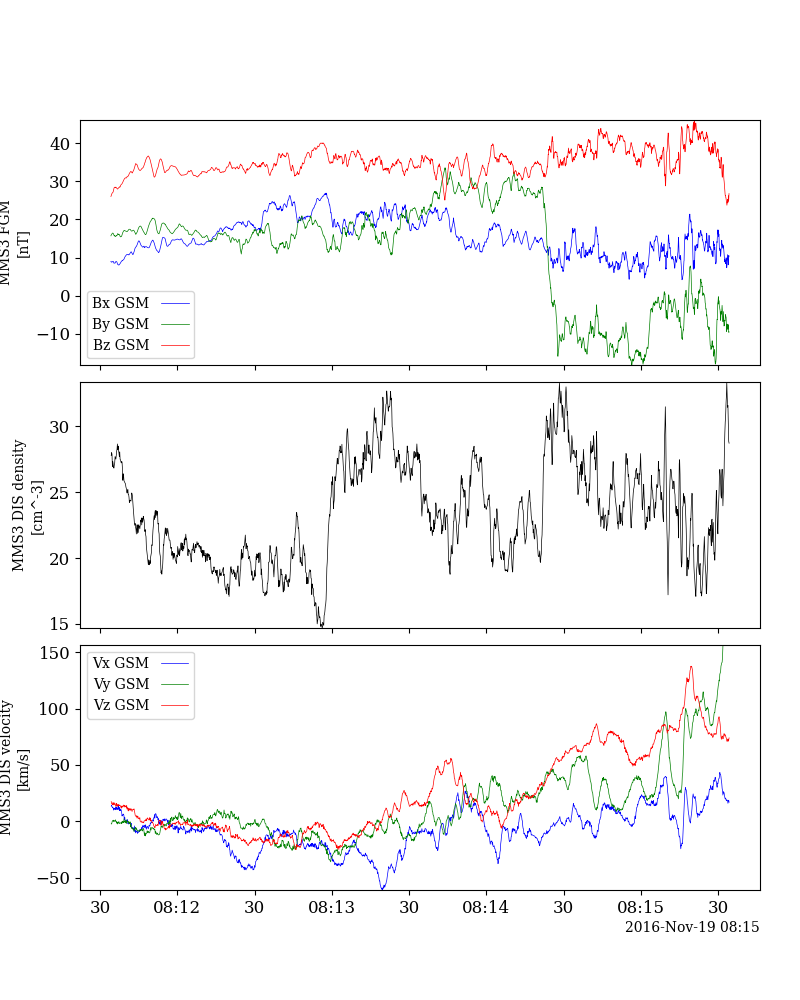 MMS3 FGM
[nT]
40
30
20
10
0
−10
Bx GSM
By GSM
Bz GSM
MMS3 DIS density
[cm^-3]
30
25
20
15
MMS3 DIS velocity
[km/s]
150
100
50
0
−50
Vx GSM
Vy GSM
Vz GSM
30 08:12 30 08:13 30 08:14 30 08:15 30
2016-Nov-19 08:15